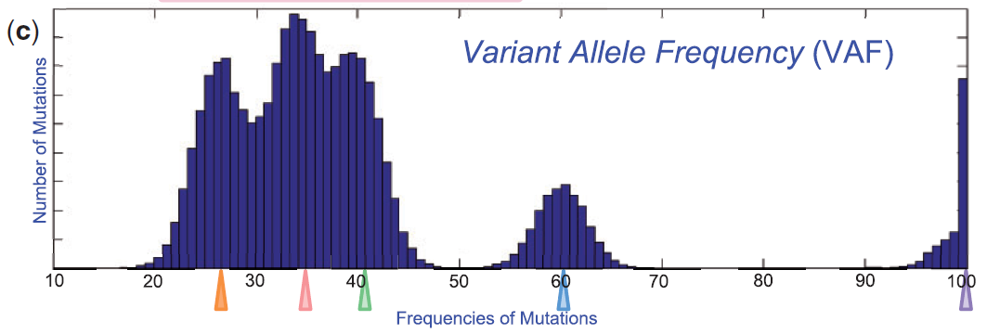 (c)
Variant Allele Frequency (VAF)
Number of Mutations
10 20 30 40 50 60 70 80 90 100
Frequencies of Mutations